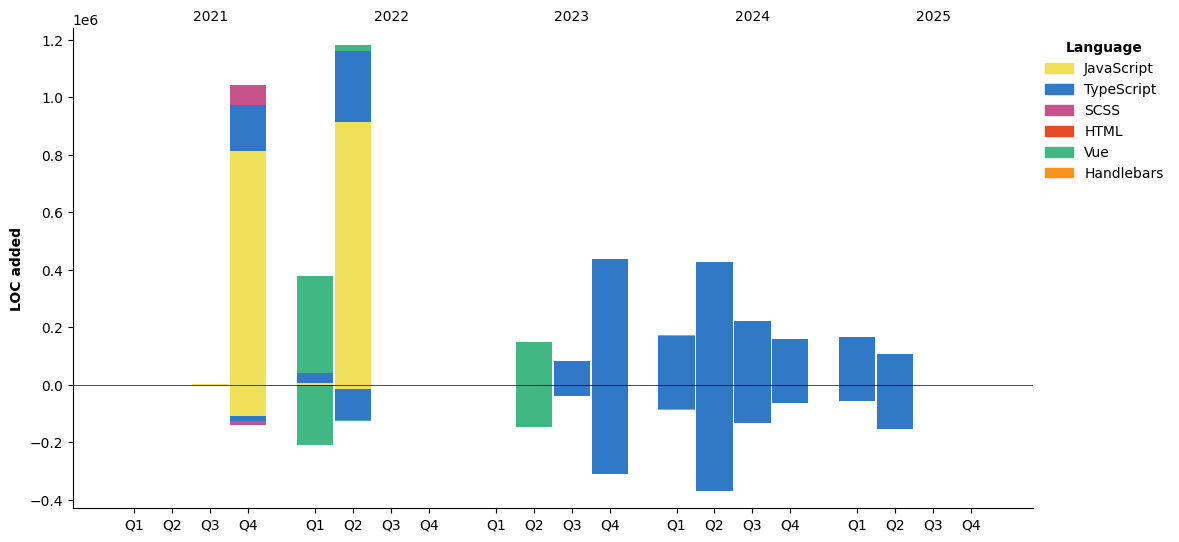 2021 2022 2023 2024 2025
1e6
Language
JavaScript
TypeScript
SCSS
HTML
Vue
Handlebars
LOC added
1.2
1.0
0.8
0.6
0.4
0.2
0.0
−0.2
−0.4
Q1 Q2 Q3 Q4 Q1 Q2 Q3 Q4 Q1 Q2 Q3 Q4 Q1 Q2 Q3 Q4 Q1 Q2 Q3 Q4